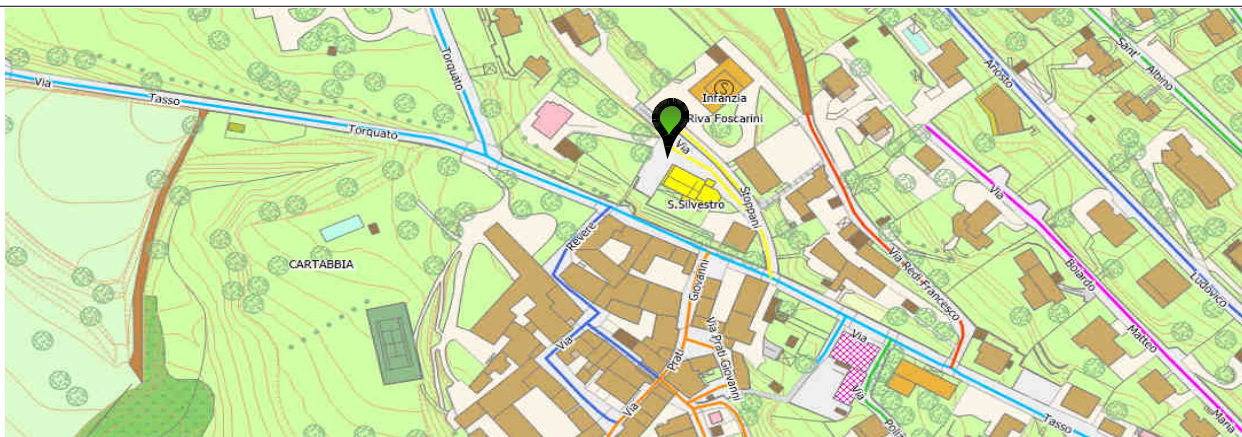 Via
Tasso
Torquato
Torquato
Infanzia
Riva Foscarini
Via
Stoppani
S.Silvestro
Ariosto
Sant'
Albino
Via
Boiardo
Matteo
Maria
Ludovico
Via Redi Francesco
CARTABBIA
Revere
Via
Giovanni
Prati
Via
Via Prati Giovanni
Via
Via
Tasso